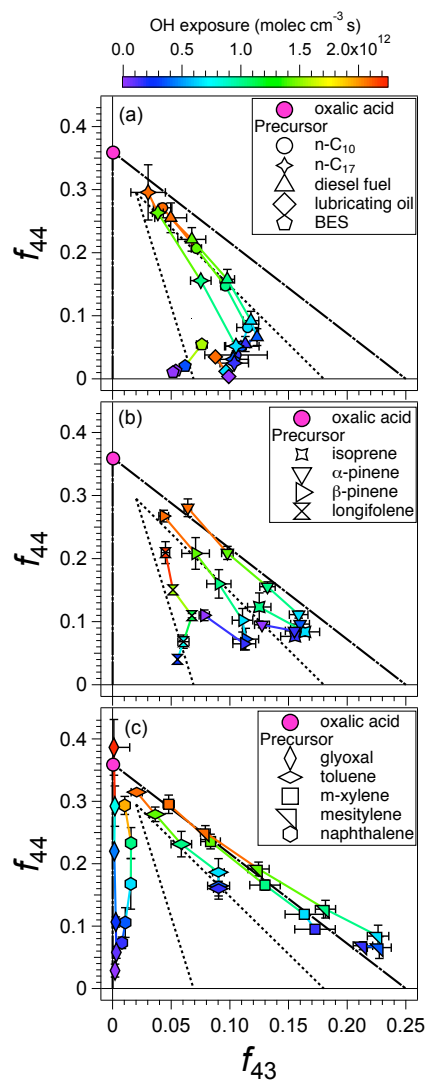 OH exposure (molec cm⁻³ s)
0.0 0.5 1.0 1.5 2.0x10¹²
(a)
oxalic acid
Precursor
n-C₁₀
n-C₁₇
diesel fuel
lubricating oil
BES
0.4
0.3
0.2
0.1
0
f₄₄
(b)
oxalic acid
Precursor
isoprene
α-pinene
β-pinene
longifolene
0.4
0.3
0.2
0.1
0
f₄₄
(c)
oxalic acid
Precursor
glyoxal
toluene
m-xylene
mesitylene
naphthalene
0.4
0.3
0.2
0.1
0
f₄₄
0 0.05 0.10 0.15 0.20 0.25
f₄₃